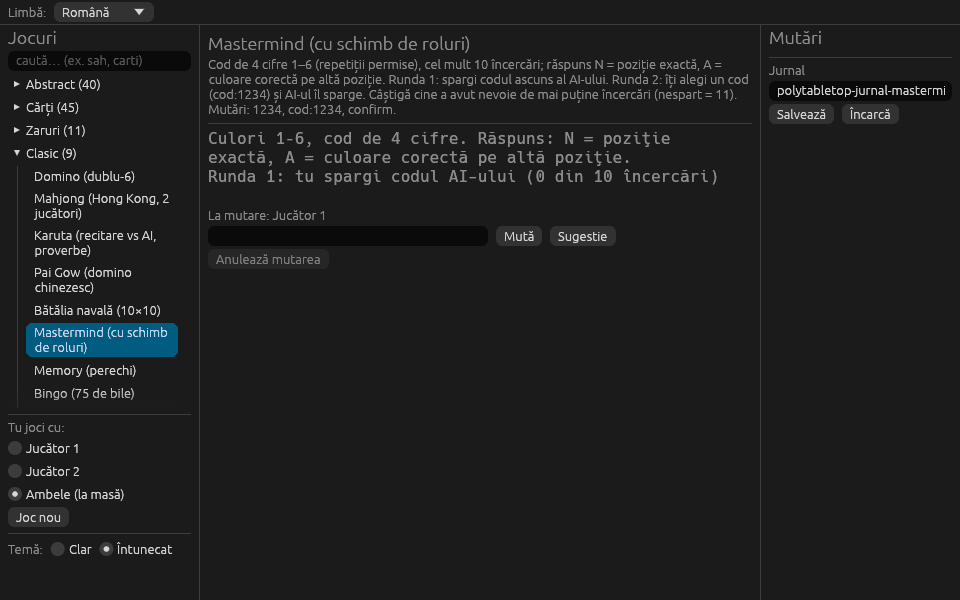 Limbă: Română
Jocuri
caută... (ex. sah, carti)
Abstract (40)
Cărți (45)
Zaruri (11)
Clasic (9)
Domino (dublu-6)
Mahjong (Hong Kong, 2
jucători)
Karuta (recitare vs AI,
proverbe)
Pai Gow (domino
chinezesc)
Bătălia navală (10×10)
Mastermind (cu schimb
de roluri)
Memory (perechi)
Bingo (75 de bile)
Tu joci cu:
Jucător 1
Jucător 2
Ambele (la masă)
Joc nou
Temă: Clar Întunecat
Mastermind (cu schimb de roluri)
Cod de 4 cifre 1–6 (repetiții permise), cel mult 10 încercări; răspuns N = poziție exactă, A =
culoare corectă pe altă poziție. Runda 1: spargi codul ascuns al AI-ului. Runda 2: îți alegi un cod
(cod:1234) și AI-ul îl sparge. Câștigă cine a avut nevoie de mai puține încercări (nespart = 11).
Mutări: 1234, cod:1234, confirm.
Culori 1-6, cod de 4 cifre. Răspuns: N = poziţie
exactă, A = culoare corectă pe altă poziţie.
Runda 1: tu spargi codul AI-ului (0 din 10 încercări)
La mutare: Jucător 1
Mută Sugestie
Anulează mutarea
Mutări
Jurnal
polytabletop-jurnal-mastermi
Salvează Încarcă